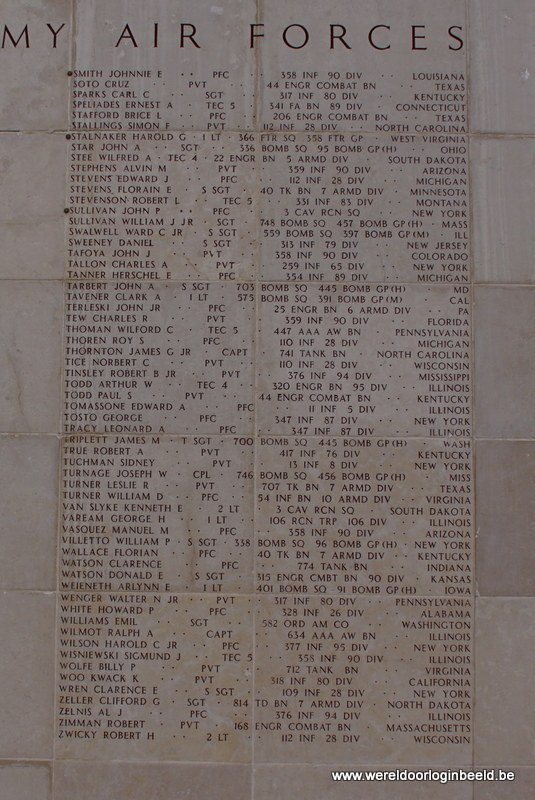 MY AIR FORCES
SMITH JOHNNIE E · · PFC · · 358 INF 90 DIV · · LOUISIANA
SOTO CRUZ · · PVT · · 44 ENGR COMBAT BN · · TEXAS
SPARKS CARL C · · SGT · · 317 INF 80 DIV · · KENTUCKY
SPELIADES ERNEST A · TEC 5 · 341 FA BN 89 DIV · CONNECTICUT
STAFFORD BRICE L · PFC · 206 ENGR COMBAT BN · TEXAS
STALLINGS SIMON F · PVT · 112 INF 28 DIV · NORTH CAROLINA
STALNAKER HAROLD G · 1 LT · 366 FTR SQ 358 FTR GP · WEST VIRGINIA
STAR JOHN A · SGT · 336 BOMB SQ 95 BOMB GP(H) · OHIO
STEE WILFRED A · TEC 4 · 22 ENGR BN 5 ARMD DIV · SOUTH DAKOTA
STEPHENS ALVIN M · PVT · 359 INF 90 DIV · ARIZONA
STEVENS EDWARD J · PFC · 112 INF 28 DIV · MICHIGAN
STEVENS FLORAIN E · S SGT · 40 TK BN 7 ARMD DIV · MINNESOTA
STEVENSON ROBERT L · TEC 5 · 331 INF 83 DIV · MONTANA
SULLIVAN JOHN P · PFC · 3 CAV RCN SQ · NEW YORK
SULLIVAN WILLIAM J JR · SGT · 748 BOMB SQ 457 BOMB GP(H) · MASS
SWALWELL WARD C JR · S SGT · 559 BOMB SQ 397 BOMB GP(M) · ILL
SWEENEY DANIEL · S SGT · 313 INF 79 DIV · NEW JERSEY
TAFOYA JOHN J · PVT · 358 INF 90 DIV · COLORADO
TALLON CHARLES A · PVT · 259 INF 65 DIV · NEW YORK
TANNER HERSCHEL E · PFC · 354 INF 89 DIV · MICHIGAN
TARBERT JOHN A · S SGT · 703 BOMB SQ 445 BOMB GP(H) · MD
TAVENER CLARK A · 1 LT · 575 BOMB SQ 391 BOMB GP(M) · CAL
TERLESKI JOHN JR · PFC · 25 ENGR BN 6 ARMD DIV · PA
TEW CHARLES R · PVT · 359 INF 90 DIV · FLORIDA
THOMAN WILFORD C · TEC 5 · 447 AAA AW BN · PENNSYLVANIA
THOREN ROY S · PFC · 110 INF 28 DIV · MICHIGAN
THORNTON JAMES G JR · CAPT · 741 TANK BN · NORTH CAROLINA
TICE NORBERT C · PVT · 110 INF 28 DIV · WISCONSIN
TINSLEY ROBERT B JR · PVT · 376 INF 94 DIV · MISSISSIPPI
TODD ARTHUR W · TEC 4 · 320 ENGR BN 95 DIV · ILLINOIS
TODD PAUL S · PVT · 44 ENGR COMBAT BN · KENTUCKY
TOMASSONE EDWARD A · PFC · 11 INF 5 DIV · ILLINOIS
TOSTO GEORGE · PFC · 347 INF 87 DIV · NEW YORK
TRACY LEONARD A · PFC · 347 INF 87 DIV · ILLINOIS
TRIPLETT JAMES M · T SGT · 700 BOMB SQ 445 BOMB GP(H) · WASH
TRUE ROBERT A · PVT · 417 INF 76 DIV · KENTUCKY
TUCHMAN SIDNEY · PVT · 13 INF 8 DIV · NEW YORK
TURNAGE JOSEPH W · CPL · 746 BOMB SQ 456 BOMB GP(H) · MISS
TURNER LESLIE R · PVT · 707 TK BN 7 ARMD DIV · TEXAS
TURNER WILLIAM D · PFC · 54 INF BN 10 ARMD DIV · VIRGINIA
VAN SLYKE KENNETH E · 2 LT · 3 CAV RCN SQ · SOUTH DAKOTA
VAREAM GEORGE H · 1 LT · 106 RCN TRP 106 DIV · ILLINOIS
VASQUEZ MANUEL M · PFC · 358 INF 90 DIV · ARIZONA
VILLETTO WILLIAM P · S SGT · 338 BOMB SQ 96 BOMB GP(H) · NEW YORK
WALLACE FLORIAN · PFC · 40 TK BN 7 ARMD DIV · KENTUCKY
WATSON CLARENCE · PFC · 774 TANK BN · INDIANA
WATSON DONALD E · S SGT · 315 ENGR CMBT BN 90 DIV · KANSAS
WEIENETH ARLYNN E · 1 LT · 401 BOMB SQ 91 BOMB GP(H) · IOWA
WENGER WALTER N JR · PVT · 317 INF 80 DIV · PENNSYLVANIA
WHITE HOWARD P · PFC · 328 INF 26 DIV · ALABAMA
WILLIAMS EMIL · SGT · 582 ORD AM CO · WASHINGTON
WILMOT RALPH A · CAPT · 634 AAA AW BN · ILLINOIS
WILSON HAROLD C JR · PFC · 377 INF 95 DIV · NEW YORK
WISNIEWSKI SIGMUND J · TEC 5 · 358 INF 90 DIV · ILLINOIS
WOLFE BILLY P · PVT · 712 TANK BN · VIRGINIA
WOO KWACK K · PVT · 318 INF 80 DIV · CALIFORNIA
WREN CLARENCE E · S SGT · 109 INF 28 DIV · NEW YORK
ZELLER CLIFFORD G · SGT · 814 TD BN 7 ARMD DIV · NORTH DAKOTA
ZELNIS AL J · PFC · 376 INF 94 DIV · ILLINOIS
ZIMMAN ROBERT · PVT · 168 ENGR COMBAT BN · MASSACHUSETTS
ZWICKY ROBERT H · 2 LT · 112 INF 28 DIV · WISCONSIN
www.wereldoorloginbeeld.be